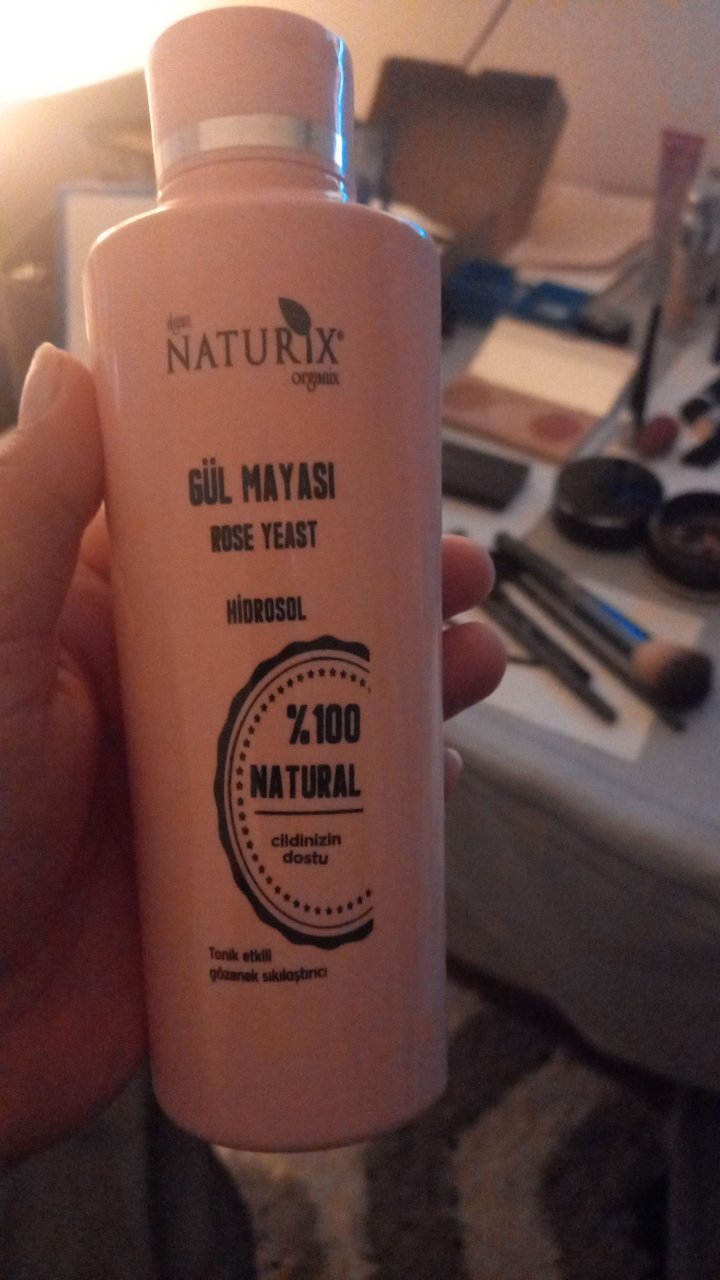 NATURIX®
organix
GÜL MAYASI
ROSE YEAST
HİDROSOL
%100
NATURAL
cildinizin
dostu
Tonik etkili
gözenek sıkılaştırıcı